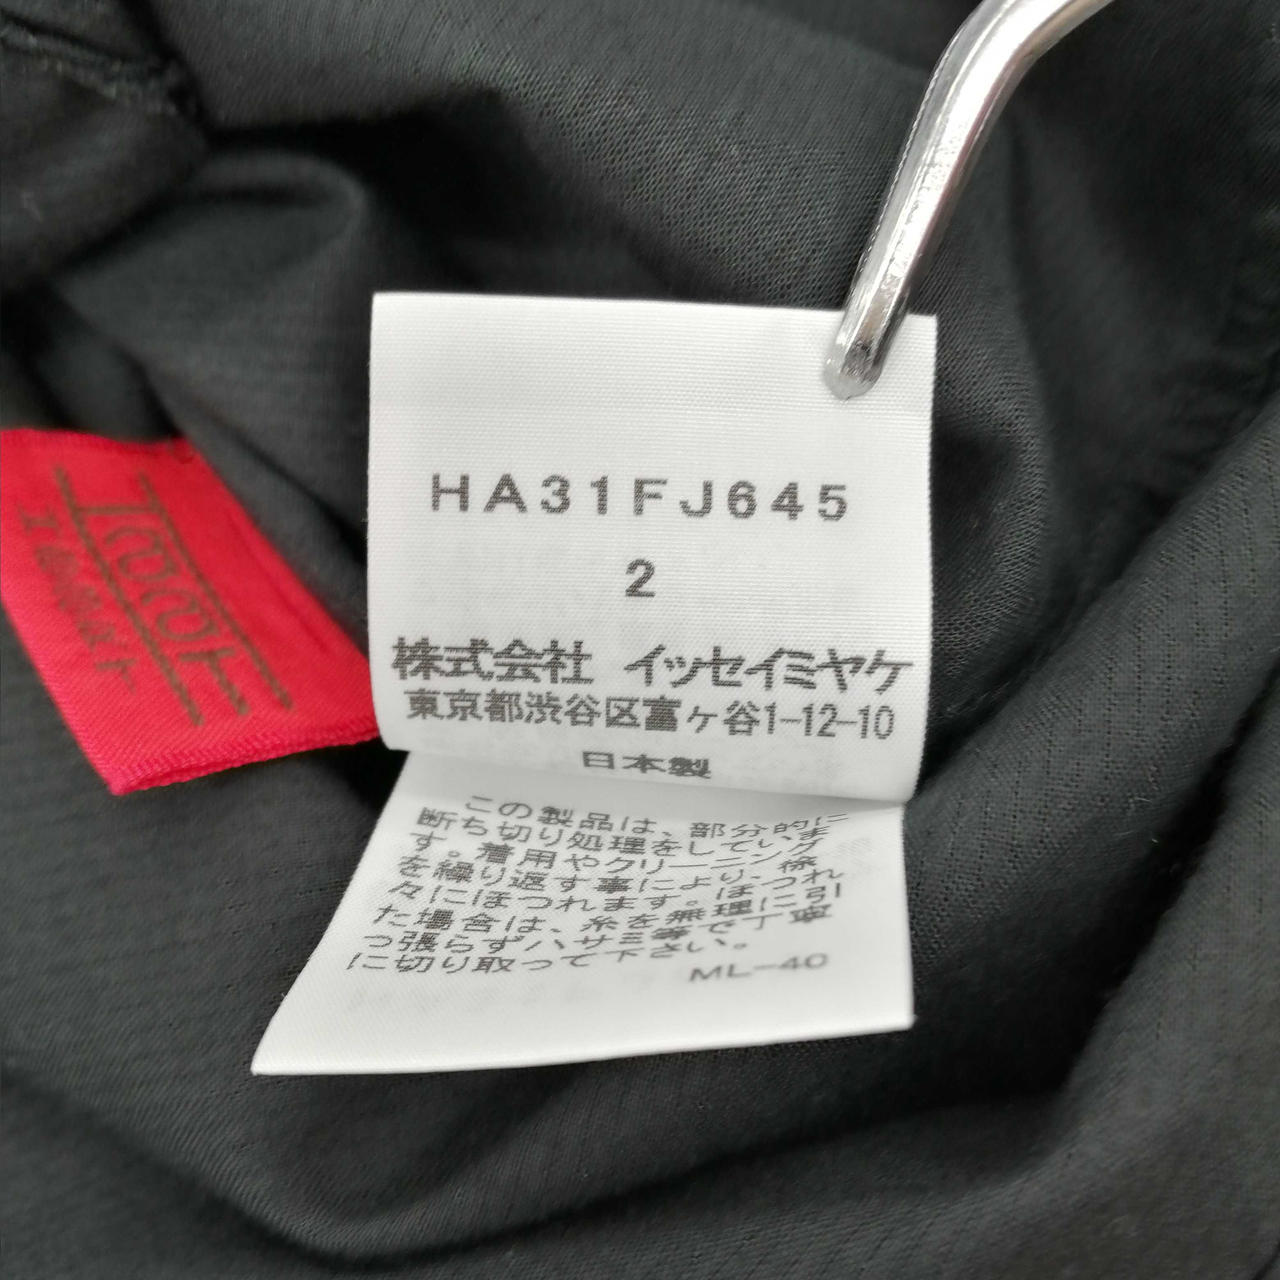 HA31FJ645
2
株式会社 イッセイミヤケ
東京都渋谷区富ヶ谷1-12-10
日本製
この製品は、部分的に
断ち切り処理をしていま
す。着用やクリーニング
を繰り返す事により、徐
々にほつれます。ほつれ
た場合は、糸を無理に引
っ張らずハサミ等で丁寧
に切り取って下さい。
ML-40